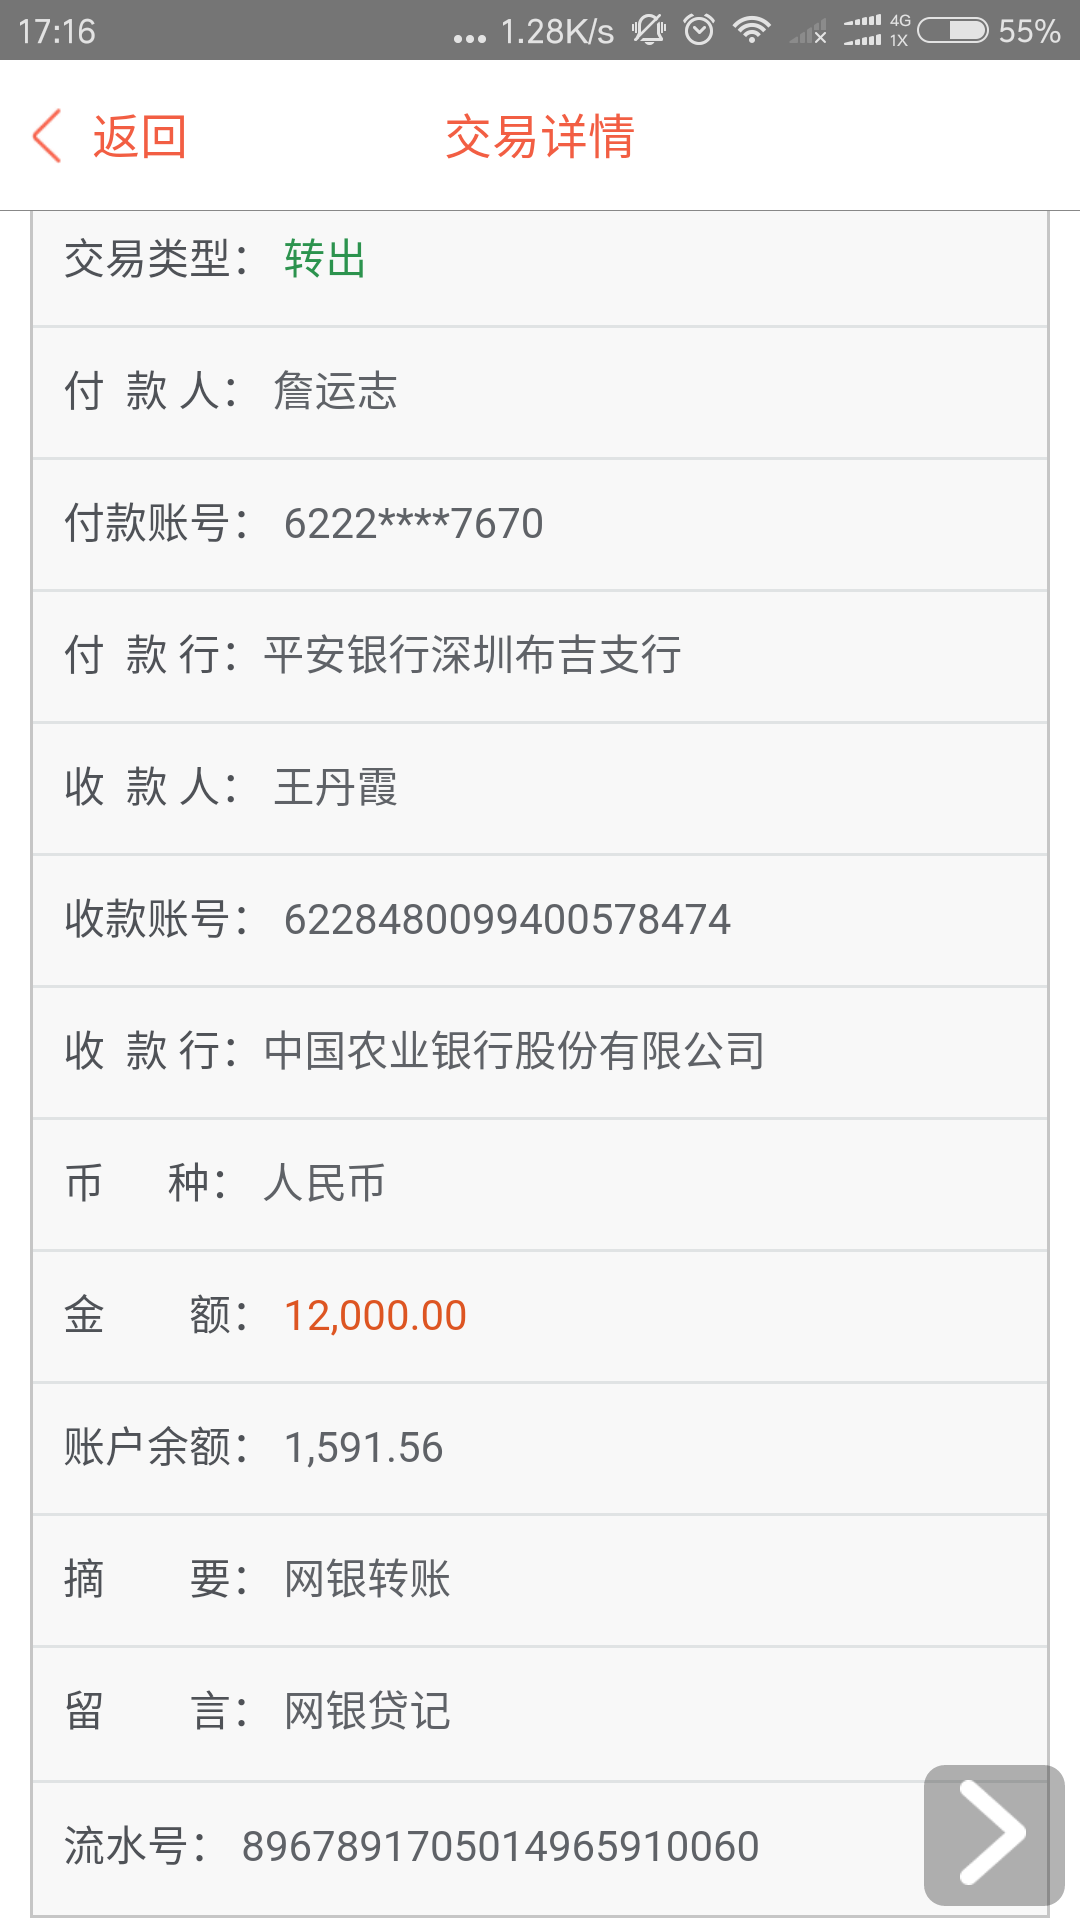 17:16 ... 1.28K/s 4G 1X 55%
返回 交易详情
交易类型： 转出
付 款 人： 詹运志
付款账号： 6222****7670
付 款 行：平安银行深圳布吉支行
收 款 人： 王丹霞
收款账号： 6228480099400578474
收 款 行：中国农业银行股份有限公司
币 种： 人民币
金 额： 12,000.00
账户余额： 1,591.56
摘 要： 网银转账
留 言： 网银贷记
流水号： 8967891705014965910060